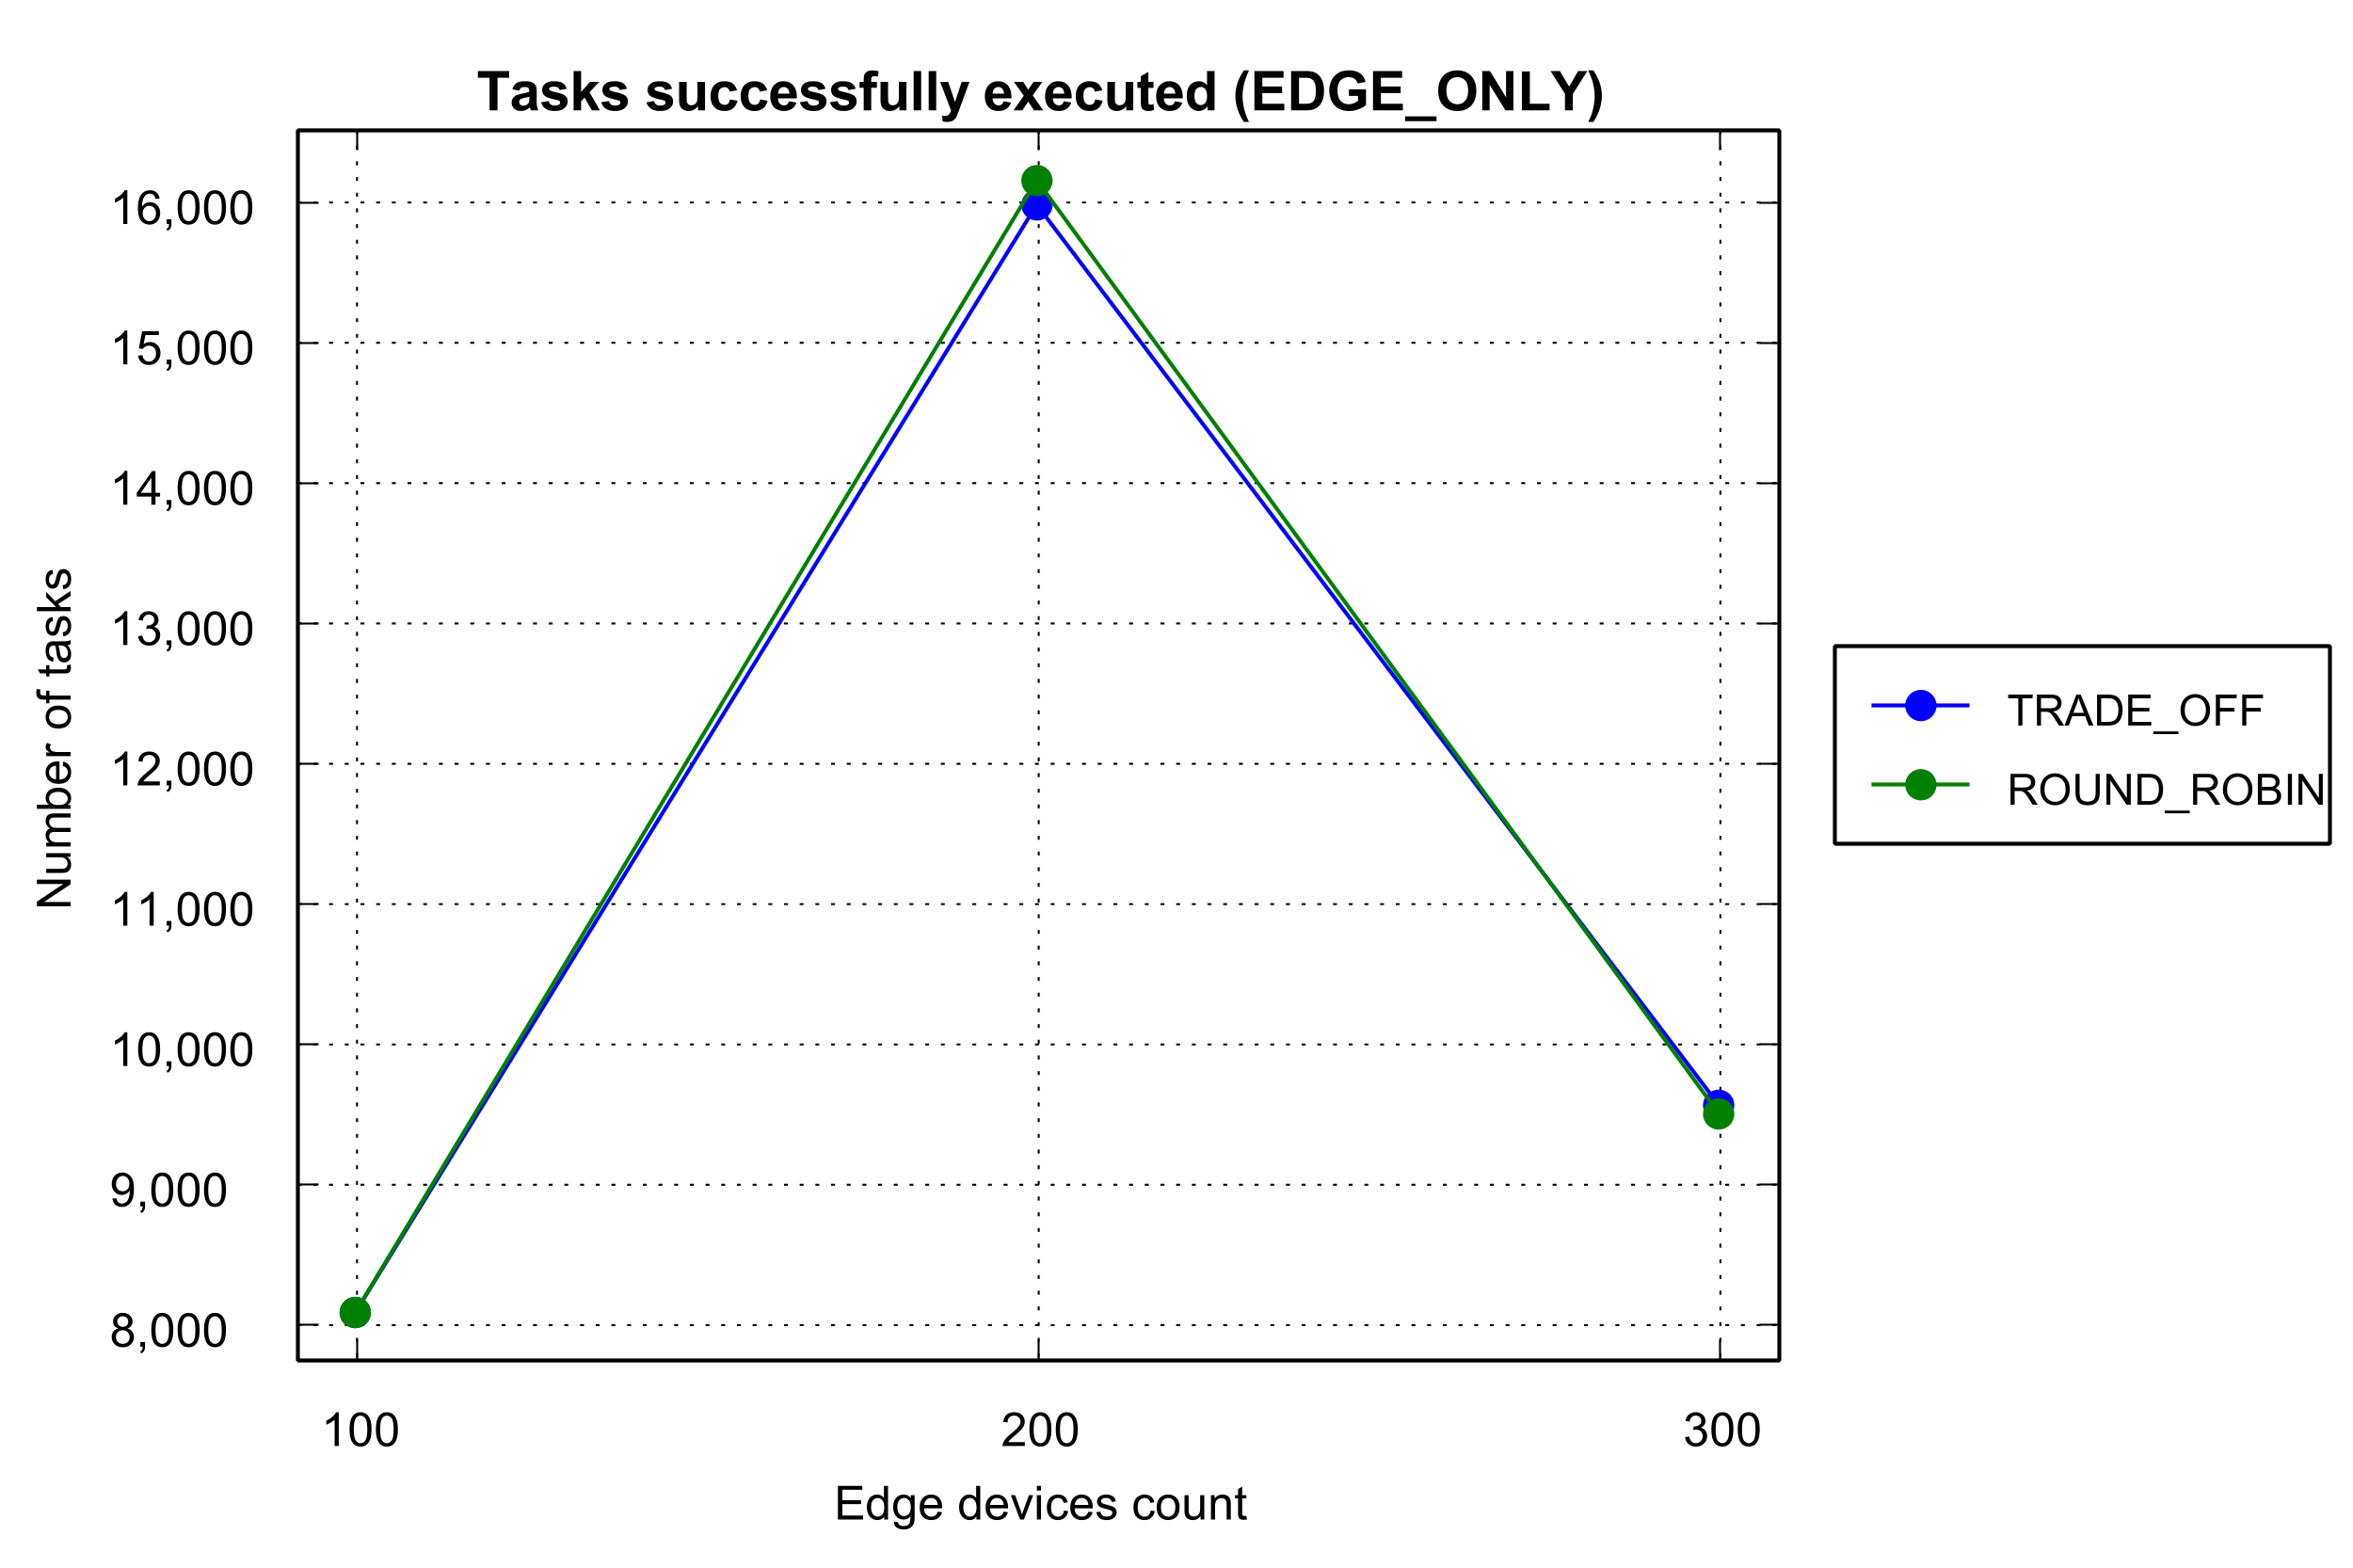 Tasks successfully exeuted (EDGE_ONLY)
16,000
15,000
14,000
13,000
12,000
11,000
10,000
9,000
8,000
Number of tasks
100
200
300
Edge devices count
TRADE_OFF
ROUND_ROBIN